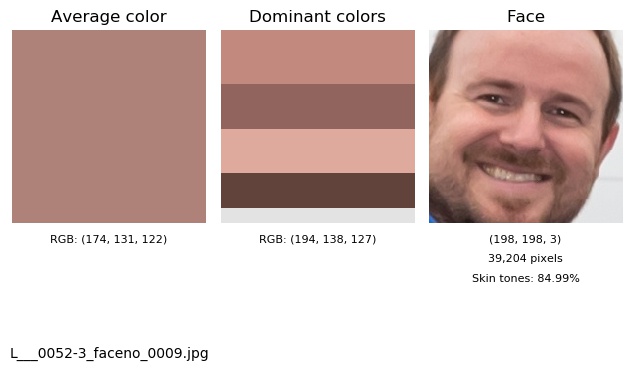 Average color
Dominant colors
Face
RGB: (174, 131, 122)
RGB: (194, 138, 127)
(198, 198, 3)
39,204 pixels
Skin tones: 84.99%
L___0052-3_faceno_0009.jpg